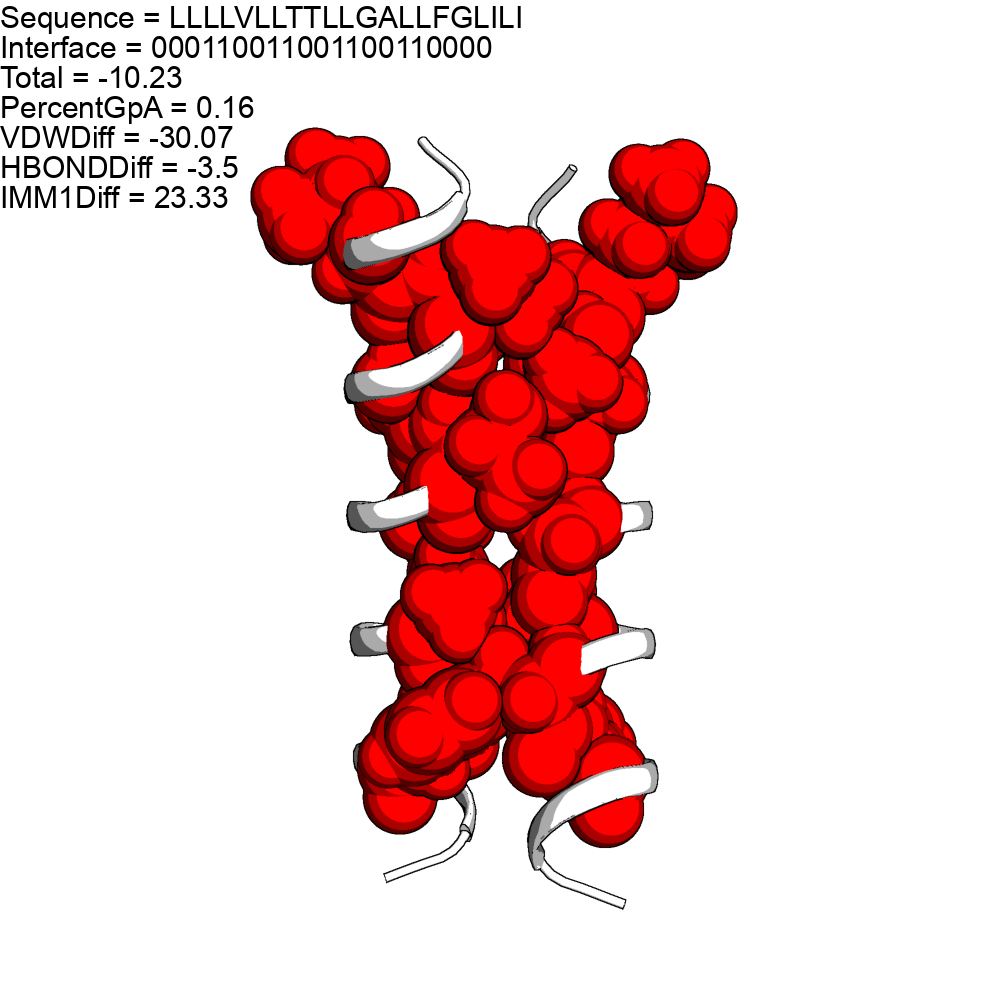 Sequence = LLLLVLLTTLLGALLFGLILI
Interface = 000110011001100110000
Total = -10.23
PercentGpA = 0.16
VDWDiff = -30.07
HBONDDiff = -3.5
IMM1Diff = 23.33